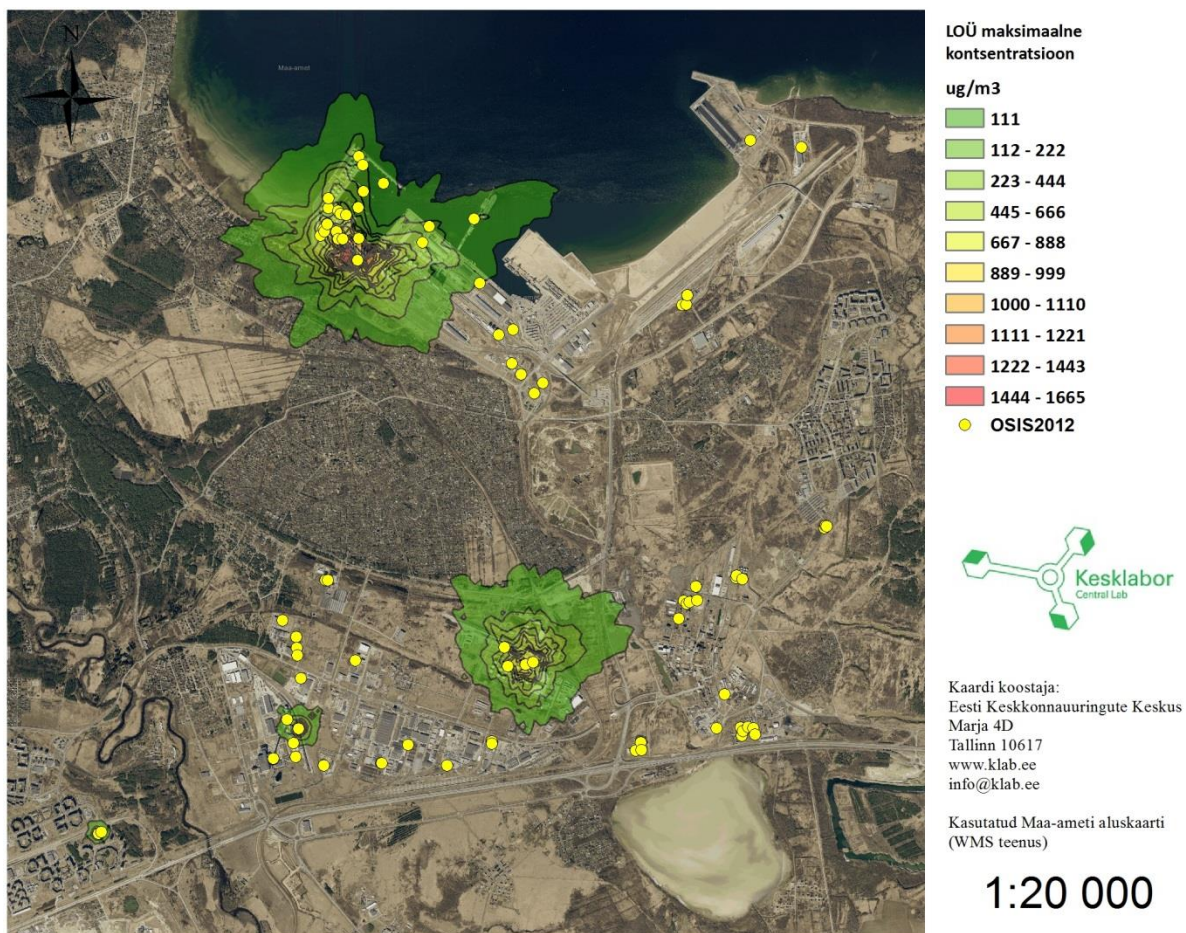 N
Maa-amet
LOÜ maksimaalne
kontsentratsioon
ug/m3
111
112 - 222
223 - 444
445 - 666
667 - 888
889 - 999
1000 - 1110
1111 - 1221
1222 - 1443
1444 - 1665
OSIS2012
Kesklabor
Central Lab
Kaardi koostaja:
Eesti Keskkonnauuringute Keskus
Marja 4D
Tallinn 10617
www.klab.ee
info@klab.ee
Kasutatud Maa-ameti aluskaarti
(WMS teenus)
1:20 000